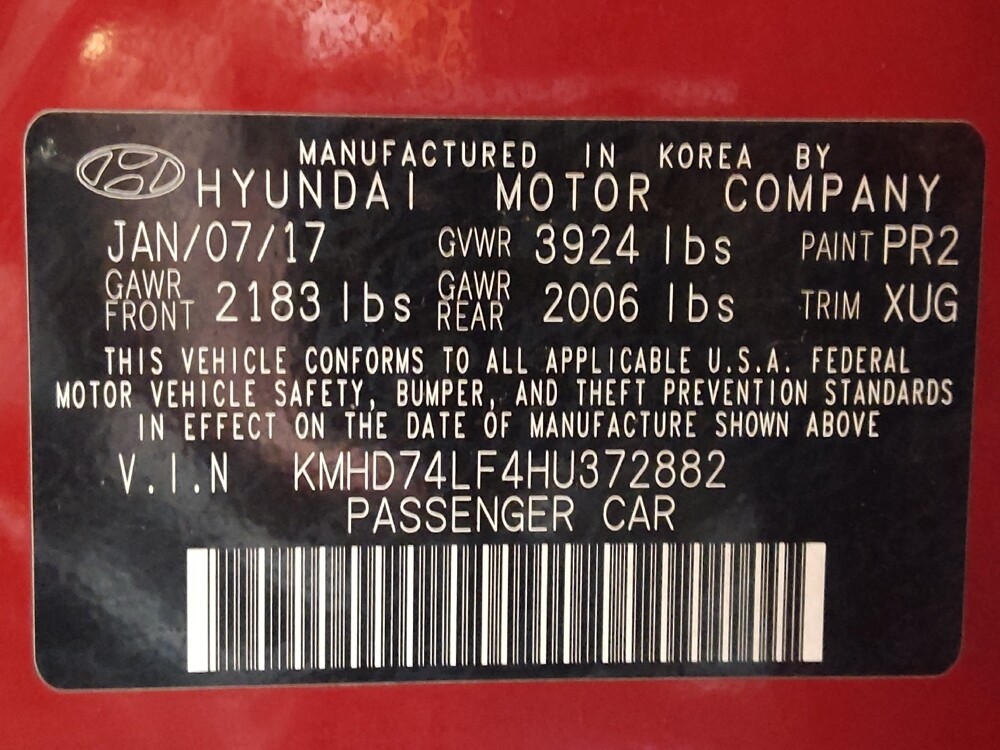 MANUFACTURED IN KOREA BY
HYUNDAI MOTOR COMPANY
JAN/07/17 GVWR 3924 lbs PAINT PR2
GAWR FRONT 2183 lbs GAWR REAR 2006 lbs TRIM XUG
THIS VEHICLE CONFORMS TO ALL APPLICABLE U.S.A. FEDERAL
MOTOR VEHICLE SAFETY, BUMPER, AND THEFT PREVENTION STANDARDS
IN EFFECT ON THE DATE OF MANUFACTURE SHOWN ABOVE
V.I.N KMHD74LF4HU372882
PASSENGER CAR